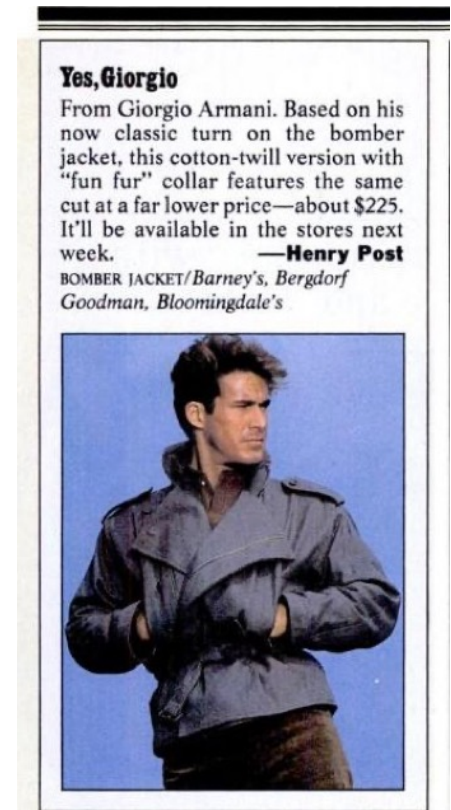 Yes, Giorgio
From Giorgio Armani. Based on his
now classic turn on the bomber
jacket, this cotton-twill version with
“fun fur” collar features the same
cut at a far lower price—about $225.
It’ll be available in the stores next
week. —Henry Post
BOMBER JACKET/Barney’s, Bergdorf
Goodman, Bloomingdale’s